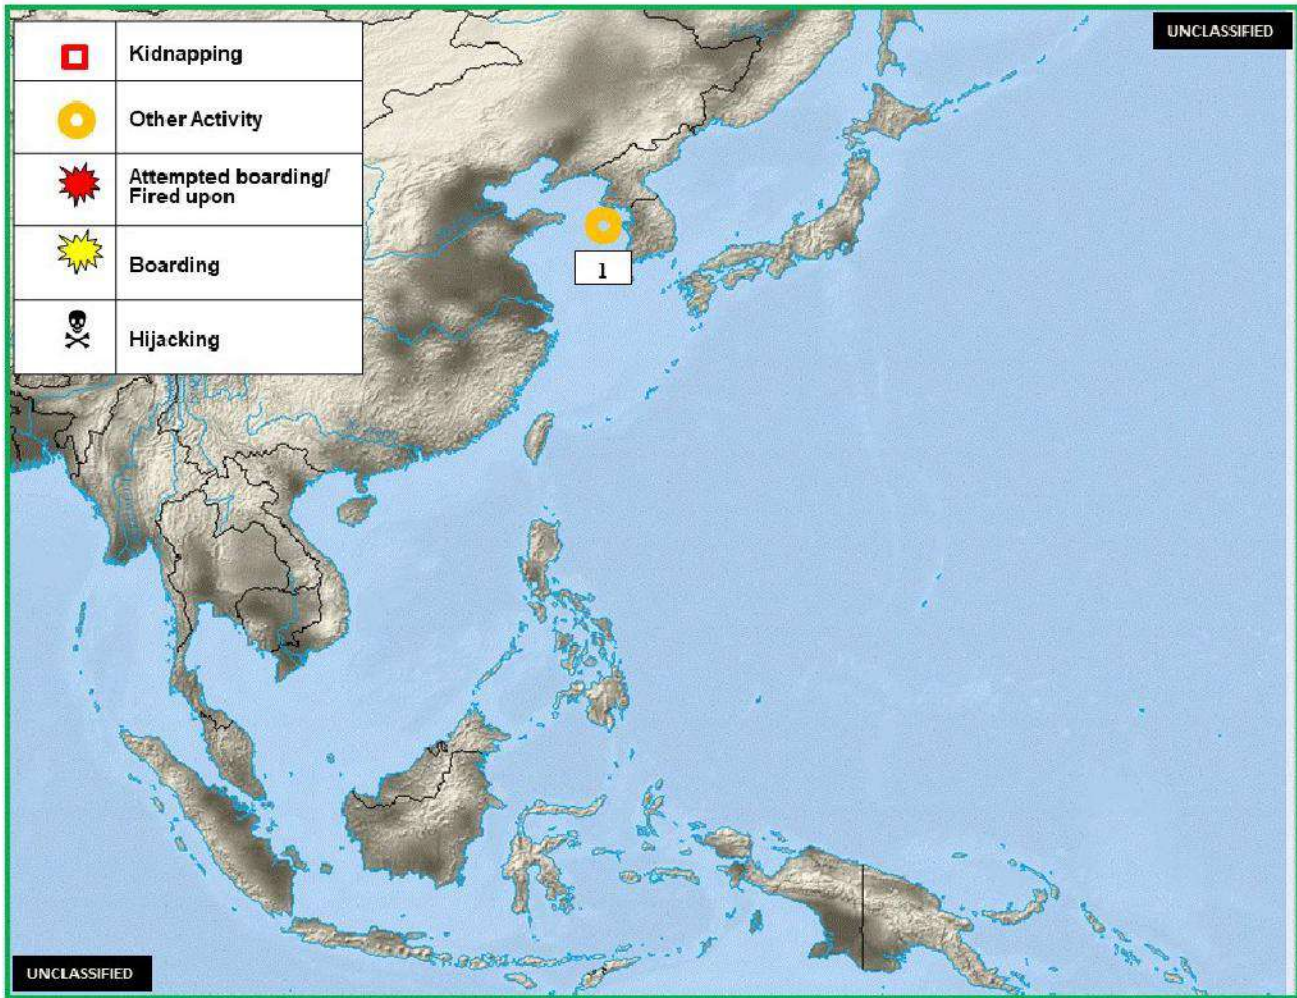 UNCLASSIFIED
Kidnapping
Other Activity
Attempted boarding/
Fired upon
Boarding
Hijacking
1
UNCLASSIFIED